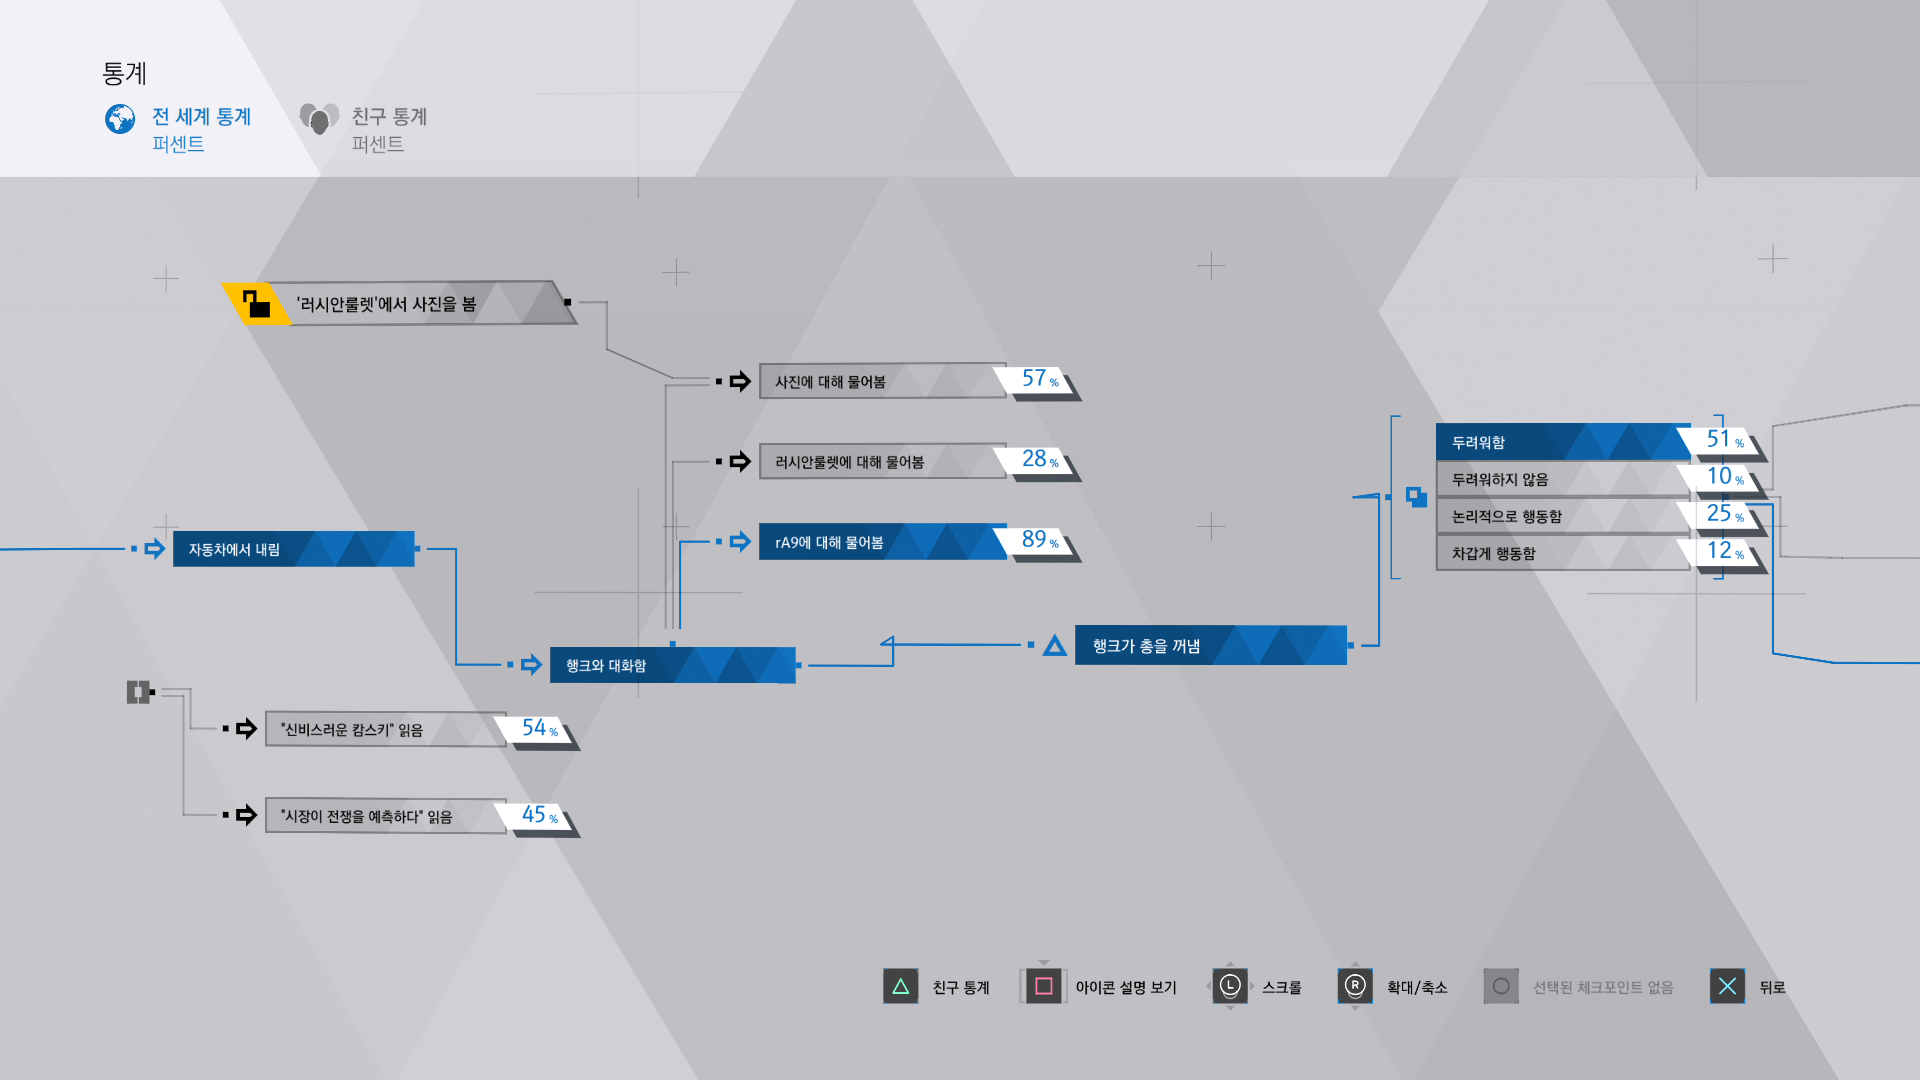 통계
전 세계 통계
퍼센트
친구 통계
퍼센트
'러시안룰렛'에서 사진을 봄
사진에 대해 물어봄
57 %
러시안룰렛에 대해 물어봄
28 %
rA9에 대해 물어봄
89 %
두려워함
51 %
두려워하지 않음
10 %
논리적으로 행동함
25 %
차갑게 행동함
12 %
자동차에서 내림
행크와 대화함
행크가 총을 꺼냄
"신비스러운 캄스키" 읽음
54 %
"시장이 전쟁을 예측하다" 읽음
45 %
친구 통계
아이콘 설명 보기
L
스크롤
R
확대/축소
선택된 체크포인트 없음
뒤로